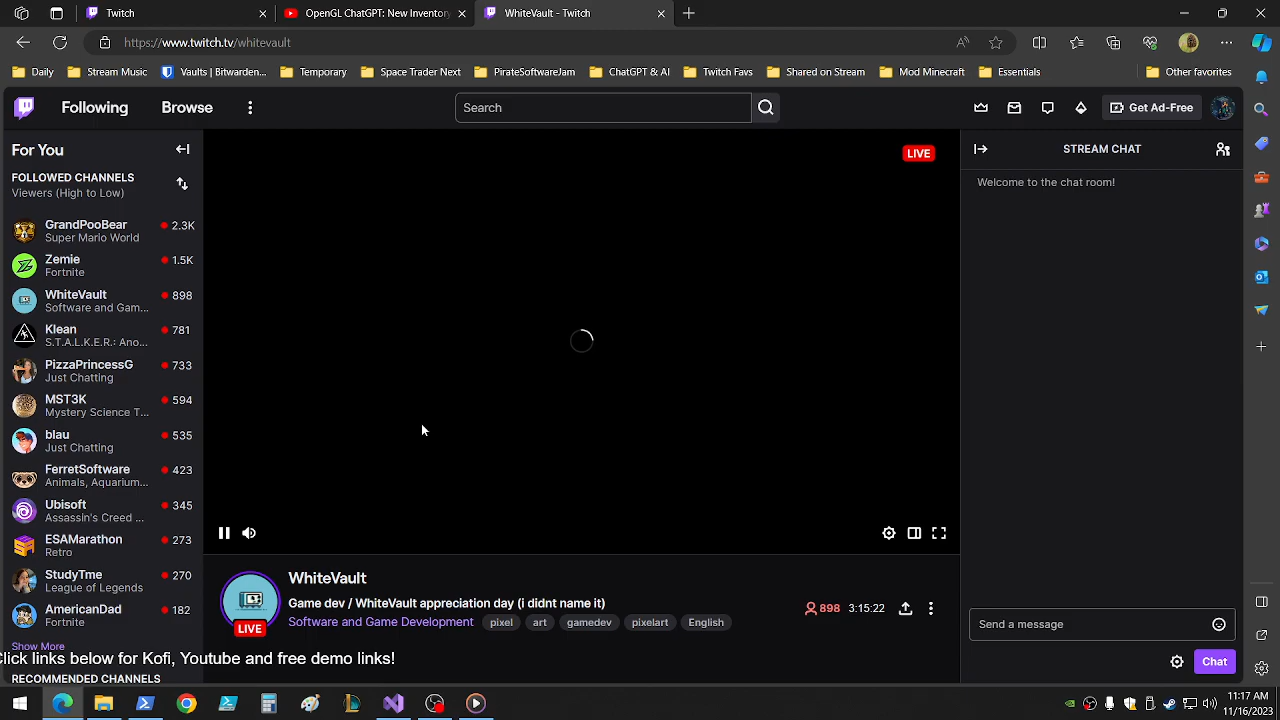 Twitch
OpenGL ChatGPT: New Inventory
WhiteVault - Twitch
https://www.twitch.tv/whitevault
Daily
Stream Music
Vaults | Bitwarden...
Temporary
Space Trader Next
PirateSoftwareJam
ChatGPT & AI
Twitch Favs
Shared on Stream
Mod Minecraft
Essentials
Other favorites
Following
Browse
Search
Get Ad-Free
For You
FOLLOWED CHANNELS
Viewers (High to Low)
GrandPooBear
2.3K
Super Mario World
Zemie
1.5K
Fortnite
WhiteVault
898
Software and Gam...
Klean
781
S.T.A.L.K.E.R.: Ano...
PizzaPrincessG
733
Just Chatting
MST3K
594
Mystery Science T...
blau
535
Just Chatting
FerretSoftware
423
Animals, Aquarium...
Ubisoft
345
Assassin's Creed ...
ESAMarathon
273
Retro
StudyTme
270
League of Legends
AmericanDad
182
Fortnite
Show More
RECOMMENDED CHANNELS
LIVE
WhiteVault
Game dev / WhiteVault appreciation day (i didnt name it)
Software and Game Development
pixel
art
gamedev
pixelart
English
898
3:15:22
LIVE
STREAM CHAT
Welcome to the chat room!
Send a message
Chat
Click links below for Kofi, Youtube and free demo links!
11:17 AM
11/16/2023